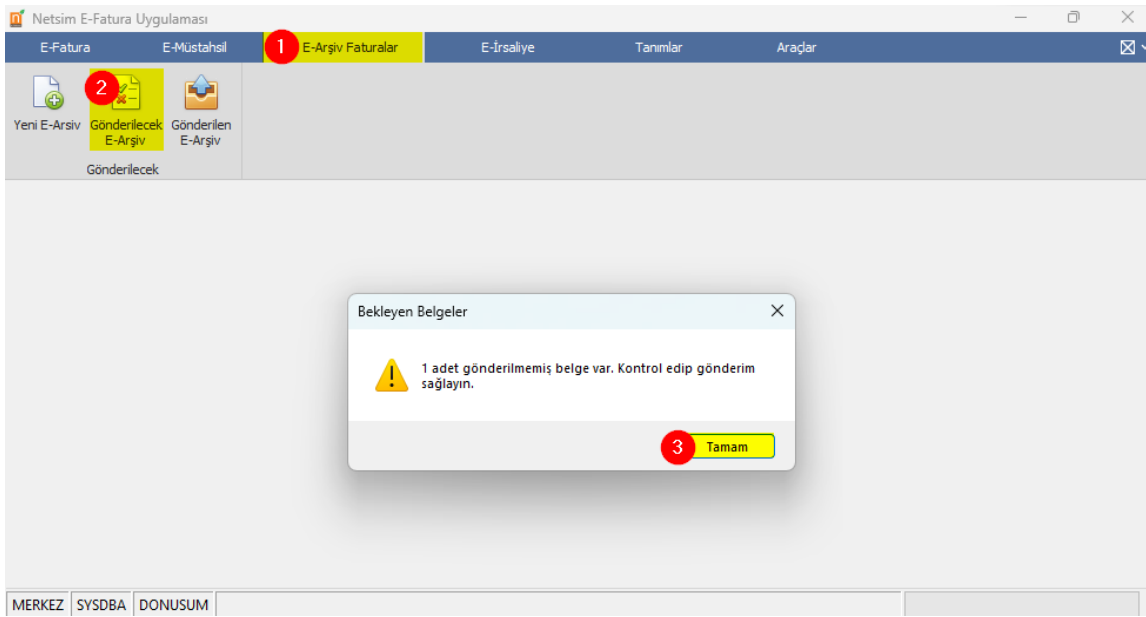 Netsim E-Fatura Uygulaması
E-Fatura E-Müstahsil 1 E-Arşiv Faturalar E-İrsaliye Tanımlar Araçlar
2
Yeni E-Arsiv Gönderilecek Gönderilen
E-Arşiv E-Arşiv
Gönderilecek
Bekleyen Belgeler
1 adet gönderilmemiş belge var. Kontrol edip gönderim
sağlayın.
3 Tamam
MERKEZ SYSDBA DONUSUM